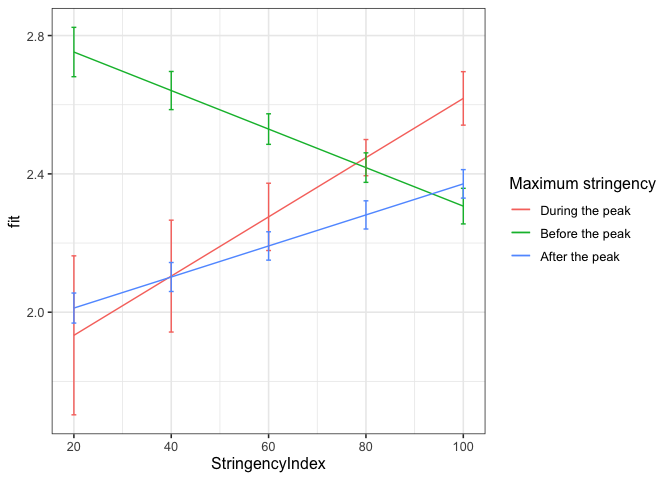 2.8
2.4
2.0
fit
20 40 60 80 100
StringencyIndex
Maximum stringency
During the peak
Before the peak
After the peak